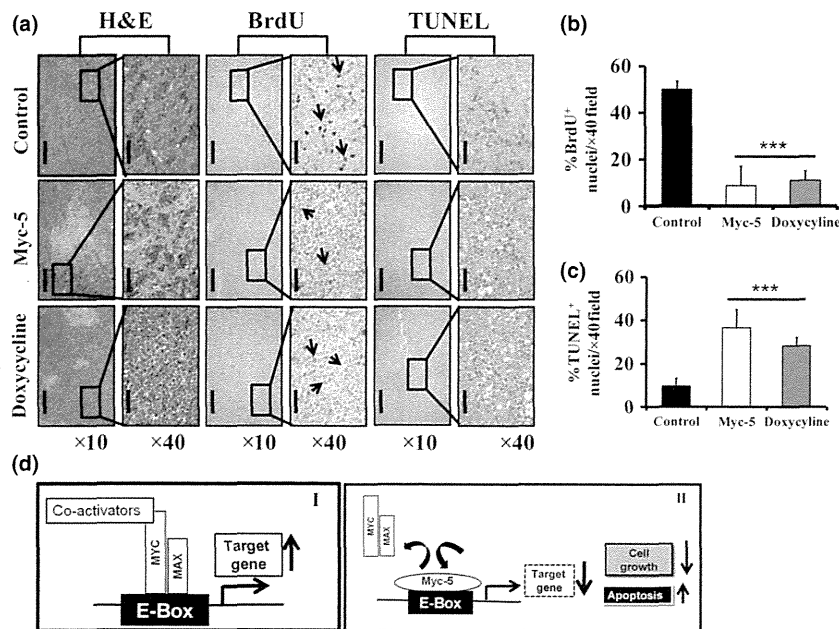 (a)
H&E
BrdU
TUNEL
Control
Myc-5
Doxycycline
×10
×40
×10
×40
×10
×40
(b)
%BrdU+
nuclei/×40 field
60
40
20
0
***
Control
Myc-5
Doxycycline
(c)
%TUNEL+
nuclei/×40 field
60
40
20
0
***
Control
Myc-5
Doxycyline
(d)
I
Co-activators
MYC
MAX
Target
gene
E-Box
II
MYC
MAX
Myc-5
E-Box
Target
gene
Cell
growth
Apoptosis